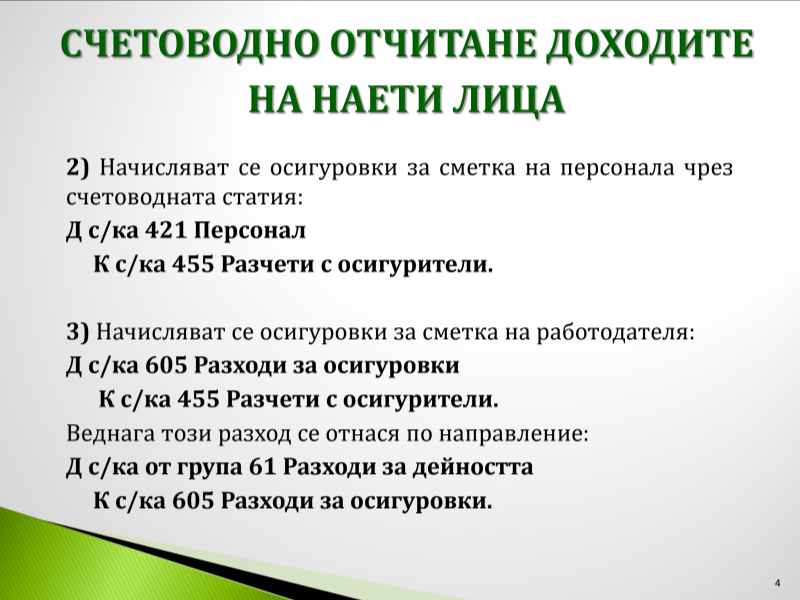 СЧЕТОВОДНО ОТЧИТАНЕ ДОХОДИТЕ
НА НАЕТИ ЛИЦА
2) Начисляват се осигуровки за сметка на персонала чрез
счетоводната статия:
Д с/ка 421 Персонал
К с/ка 455 Разчети с осигурители.
3) Начисляват се осигуровки за сметка на работодателя:
Д с/ка 605 Разходи за осигуровки
К с/ка 455 Разчети с осигурители.
Веднага този разход се отнася по направление:
Д с/ка от група 61 Разходи за дейността
К с/ка 605 Разходи за осигуровки.
4